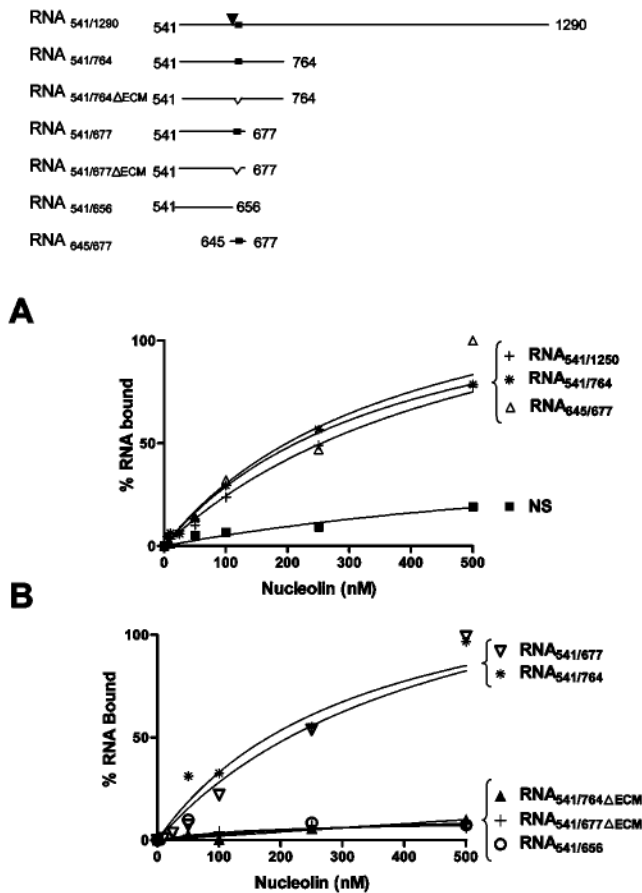 RNA 541/1290 541 1290
RNA 541/764 541 764
RNA 541/764ΔECM 541 764
RNA 541/677 541 677
RNA 541/677ΔECM 541 677
RNA 541/656 541 656
RNA 645/677 645 677
A
100
50
0
% RNA bound
0 100 200 300 400 500
Nucleolin (nM)
RNA541/1250
RNA541/764
RNA645/677
NS
B
100
50
0
% RNA Bound
0 100 200 300 400 500
Nucleolin (nM)
RNA541/677
RNA541/764
RNA541/764ΔECM
RNA541/677ΔECM
RNA541/656